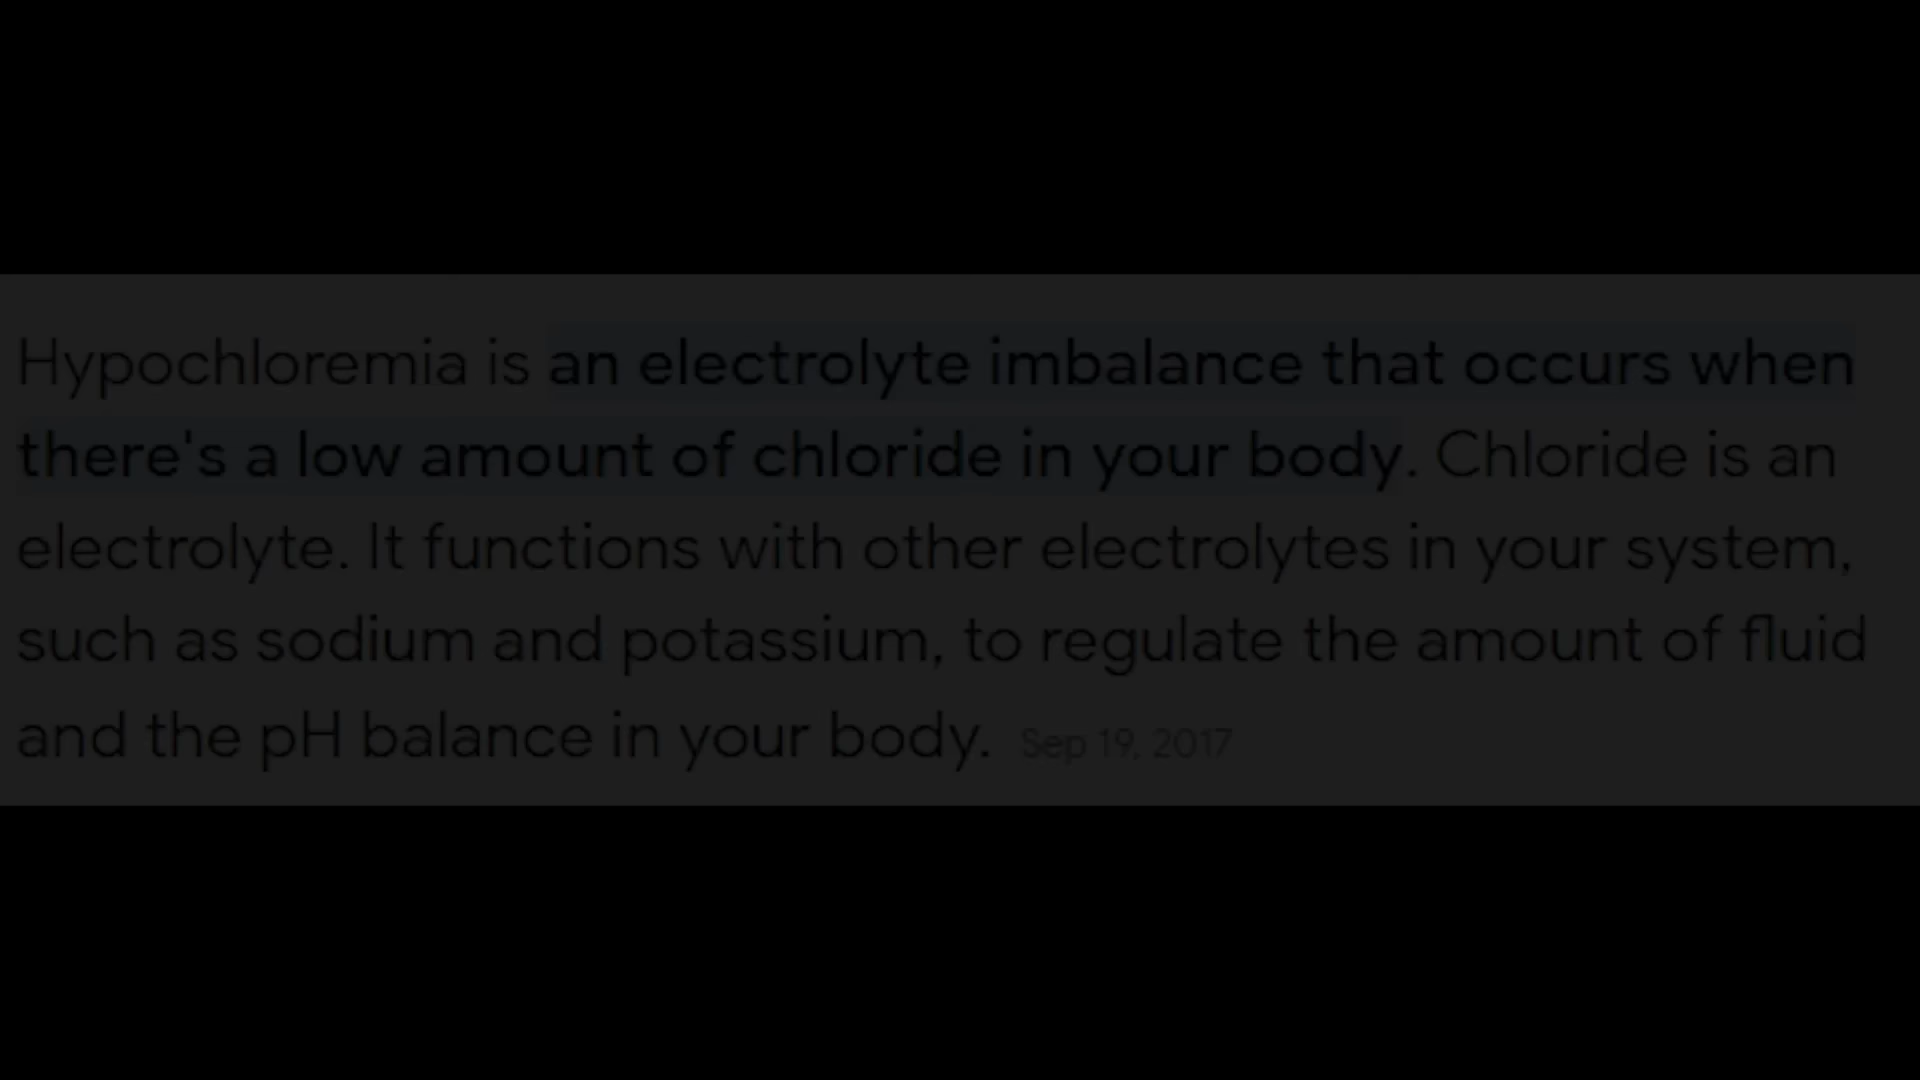 Hypochloremia is an electrolyte imbalance that occurs when
there's a low amount of chloride in your body. Chloride is an
electrolyte. It functions with other electrolytes in your system,
such as sodium and potassium, to regulate the amount of fluid
and the pH balance in your body. Sep 19, 2017